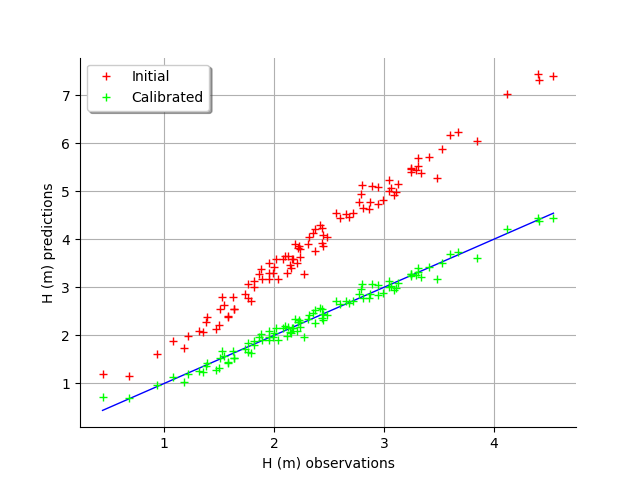 Initial
Calibrated
7
6
5
4
3
2
1
H (m) predictions
1 2 3 4
H (m) observations